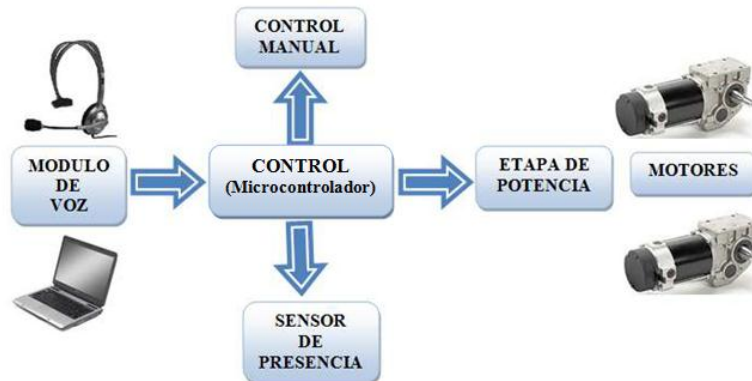 CONTROL
MANUAL
MODULO
DE
VOZ
CONTROL
(Microcontrolador)
ETAPA DE
POTENCIA
MOTORES
SENSOR
DE
PRESENCIA